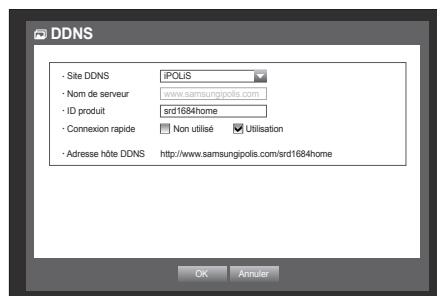 DDNS
· Site DDNS iPOLiS
· Nom de serveur www.samsungipolis.com
· ID produit srd1684home
· Connexion rapide Non utilisé Utilisation
· Adresse hôte DDNS http://www.samsungipolis.com/srd1684home
OK Annuler